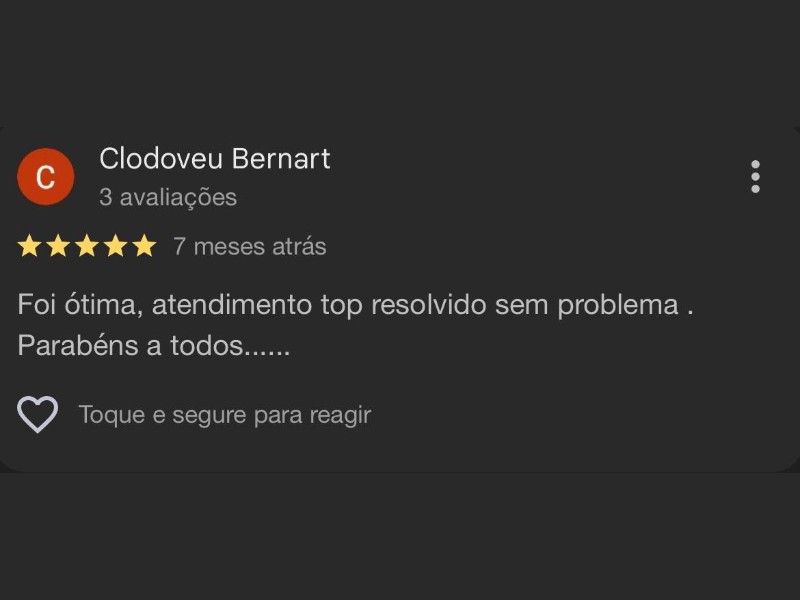 C
Clodoveu Bernart
3 avaliações
7 meses atrás
Foi ótima, atendimento top resolvido sem problema .
Parabéns a todos......
Toque e segure para reagir